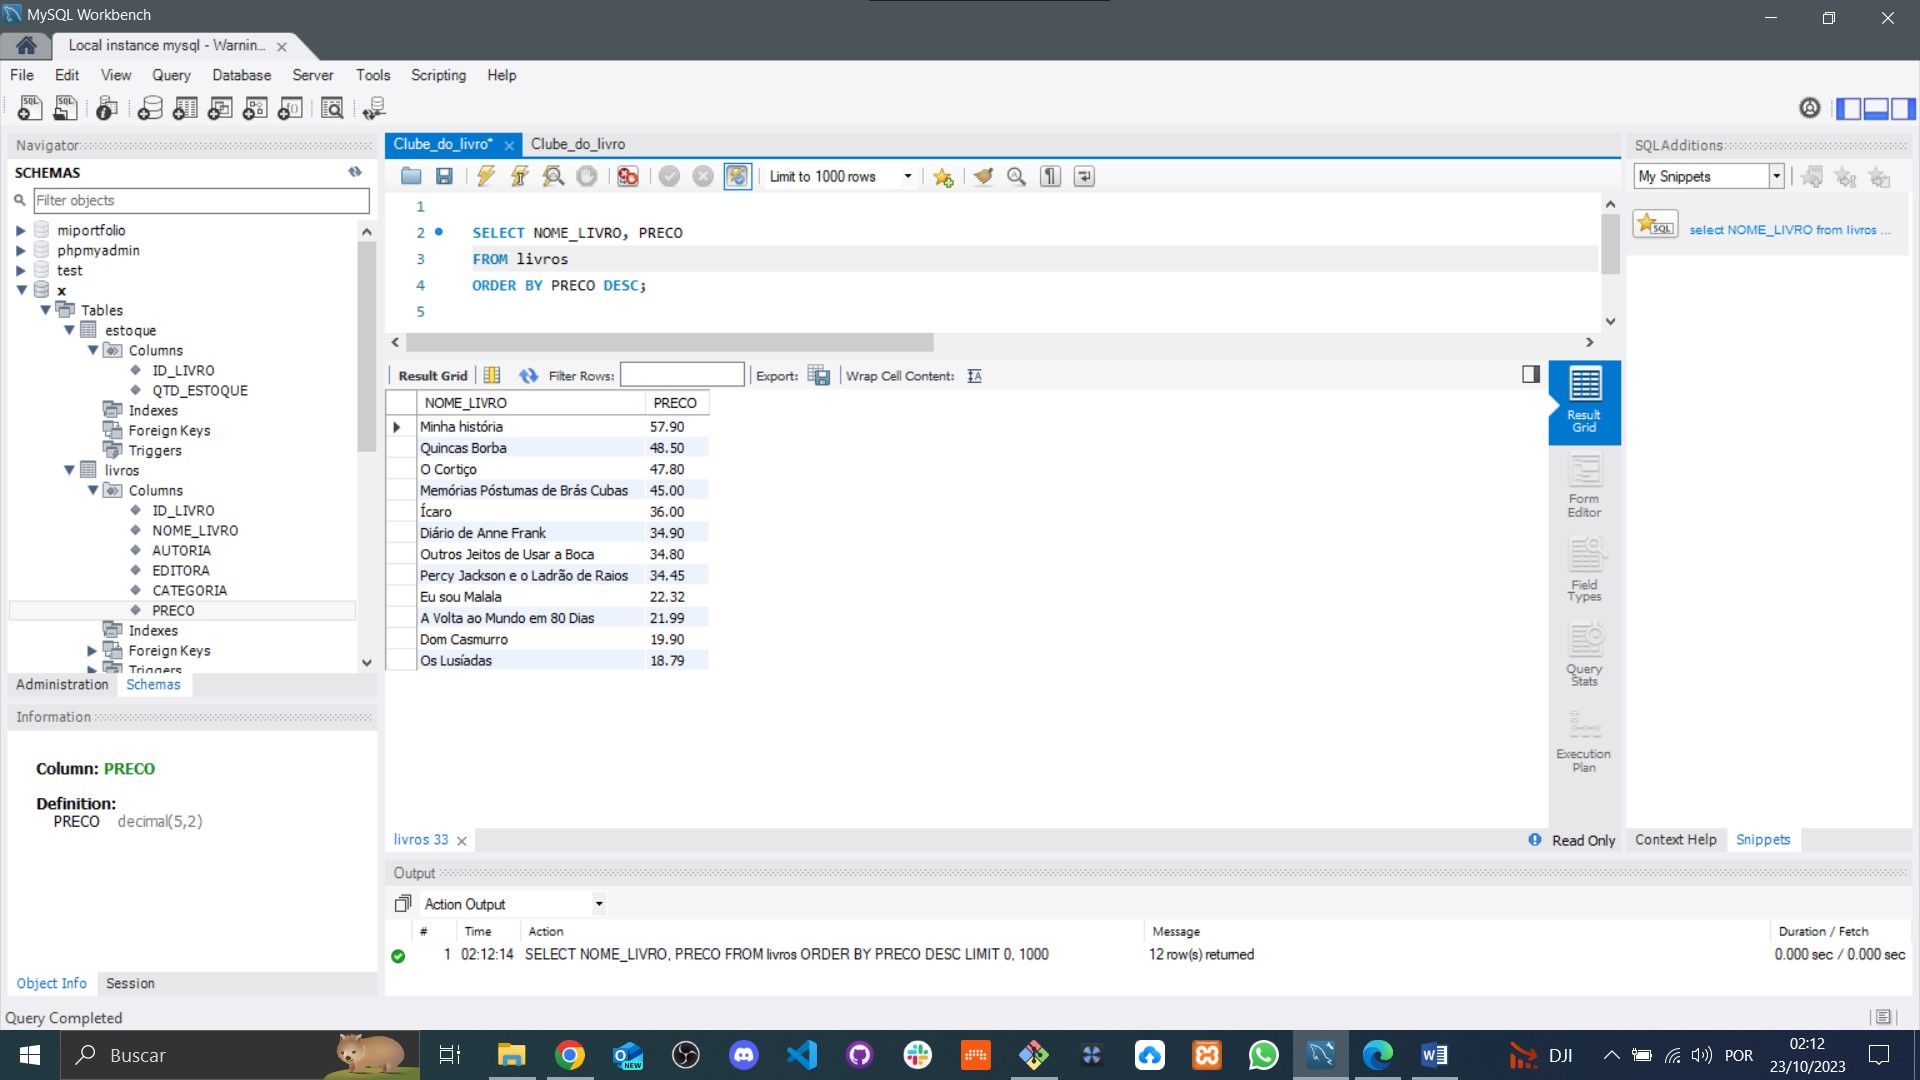 MySQL Workbench
Local instance mysql - Warnin...
File Edit View Query Database Server Tools Scripting Help
Navigator
SCHEMAS
Filter objects
miportfolio
phpmyadmin
test
x
Tables
estoque
Columns
ID_LIVRO
QTD_ESTOQUE
Indexes
Foreign Keys
Triggers
livros
Columns
ID_LIVRO
NOME_LIVRO
AUTORIA
EDITORA
CATEGORIA
PRECO
Indexes
Foreign Keys
Triggers
Administration Schemas
Information
Column: PRECO
Definition:
PRECO decimal(5,2)
Object Info Session
Query Completed
Clube_do_livro* Clube_do_livro
Limit to 1000 rows
1
2 SELECT NOME_LIVRO, PRECO
3 FROM livros
4 ORDER BY PRECO DESC;
5
Result Grid Filter Rows: Export: Wrap Cell Content:
NOME_LIVRO PRECO
Minha história 57.90
Quincas Borba 48.50
O Cortiço 47.80
Memórias Póstumas de Brás Cubas 45.00
Ícaro 36.00
Diário de Anne Frank 34.90
Outros Jeitos de Usar a Boca 34.80
Percy Jackson e o Ladrão de Raios 34.45
Eu sou Malala 22.32
A Volta ao Mundo em 80 Dias 21.99
Dom Casmurro 19.90
Os Lusíadas 18.79
Result
Grid
Form
Editor
Field
Types
Query
Stats
Execution
Plan
livros 33
Read Only
Output
Action Output
# Time Action Message Duration / Fetch
1 02:12:14 SELECT NOME_LIVRO, PRECO FROM livros ORDER BY PRECO DESC LIMIT 0, 1000 12 row(s) returned 0.000 sec / 0.000 sec
SQLAdditions
My Snippets
SQL
select NOME_LIVRO from livros ...
Context Help Snippets
Buscar
NEW
DJI
POR
02:12
23/10/2023